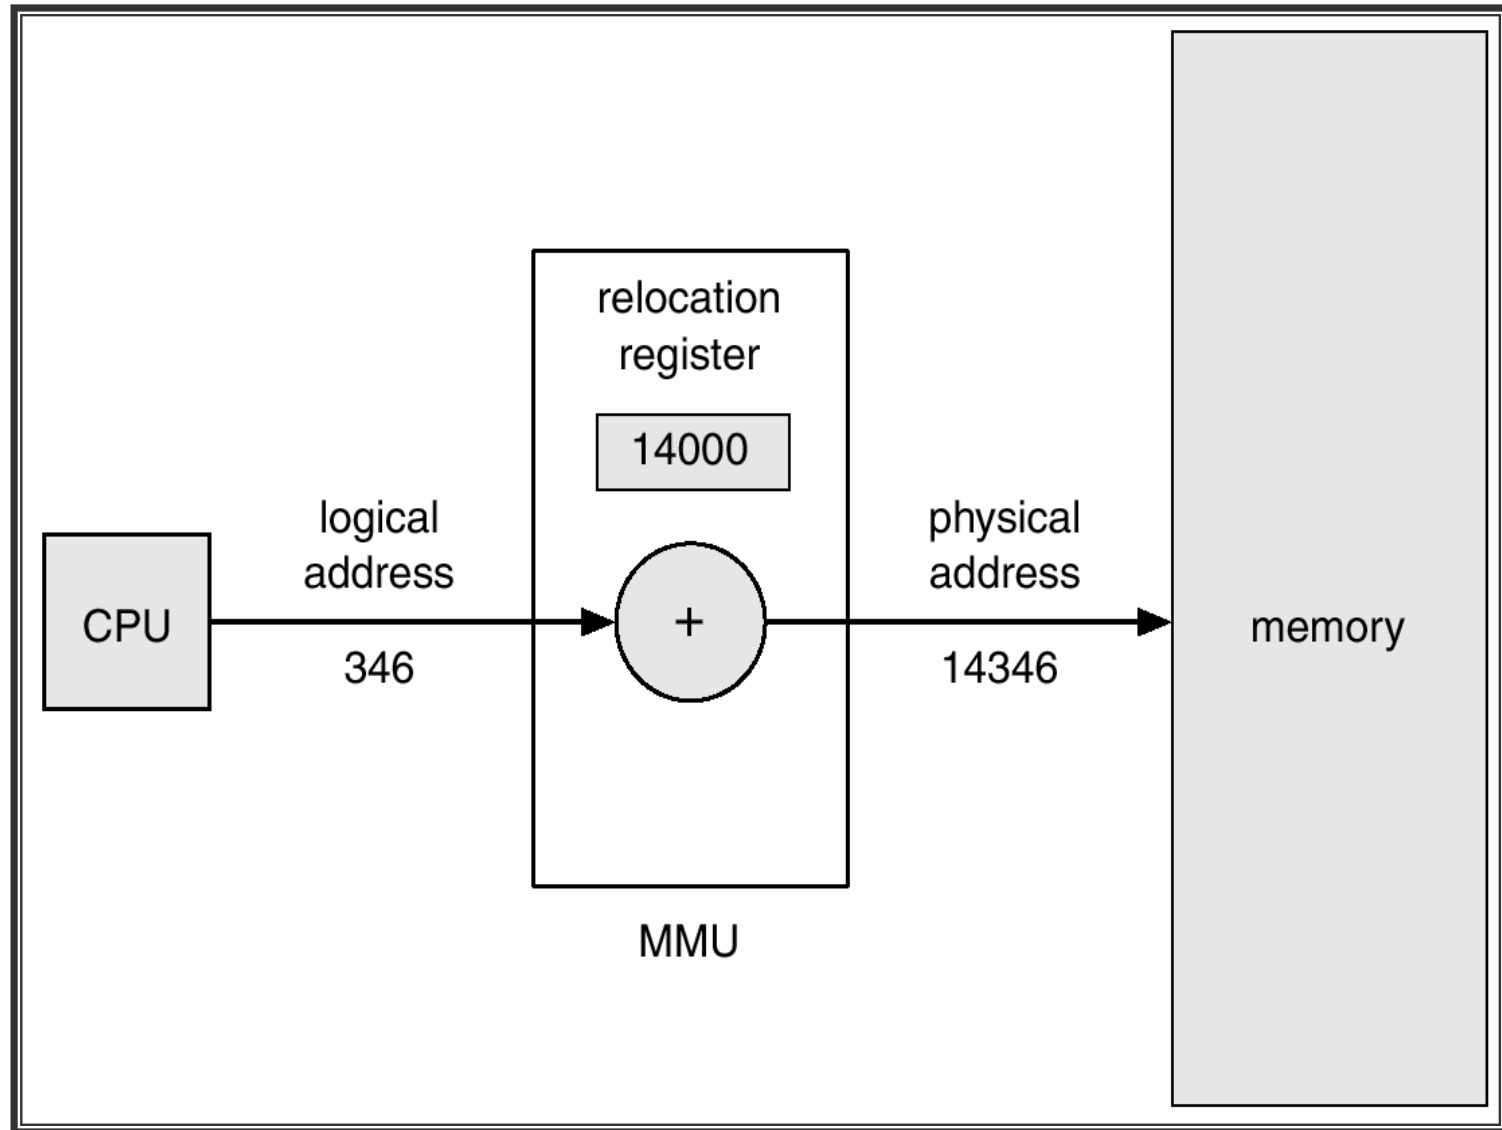 relocation
register
14000
logical
address
physical
address
CPU
+
memory
346
14346
MMU